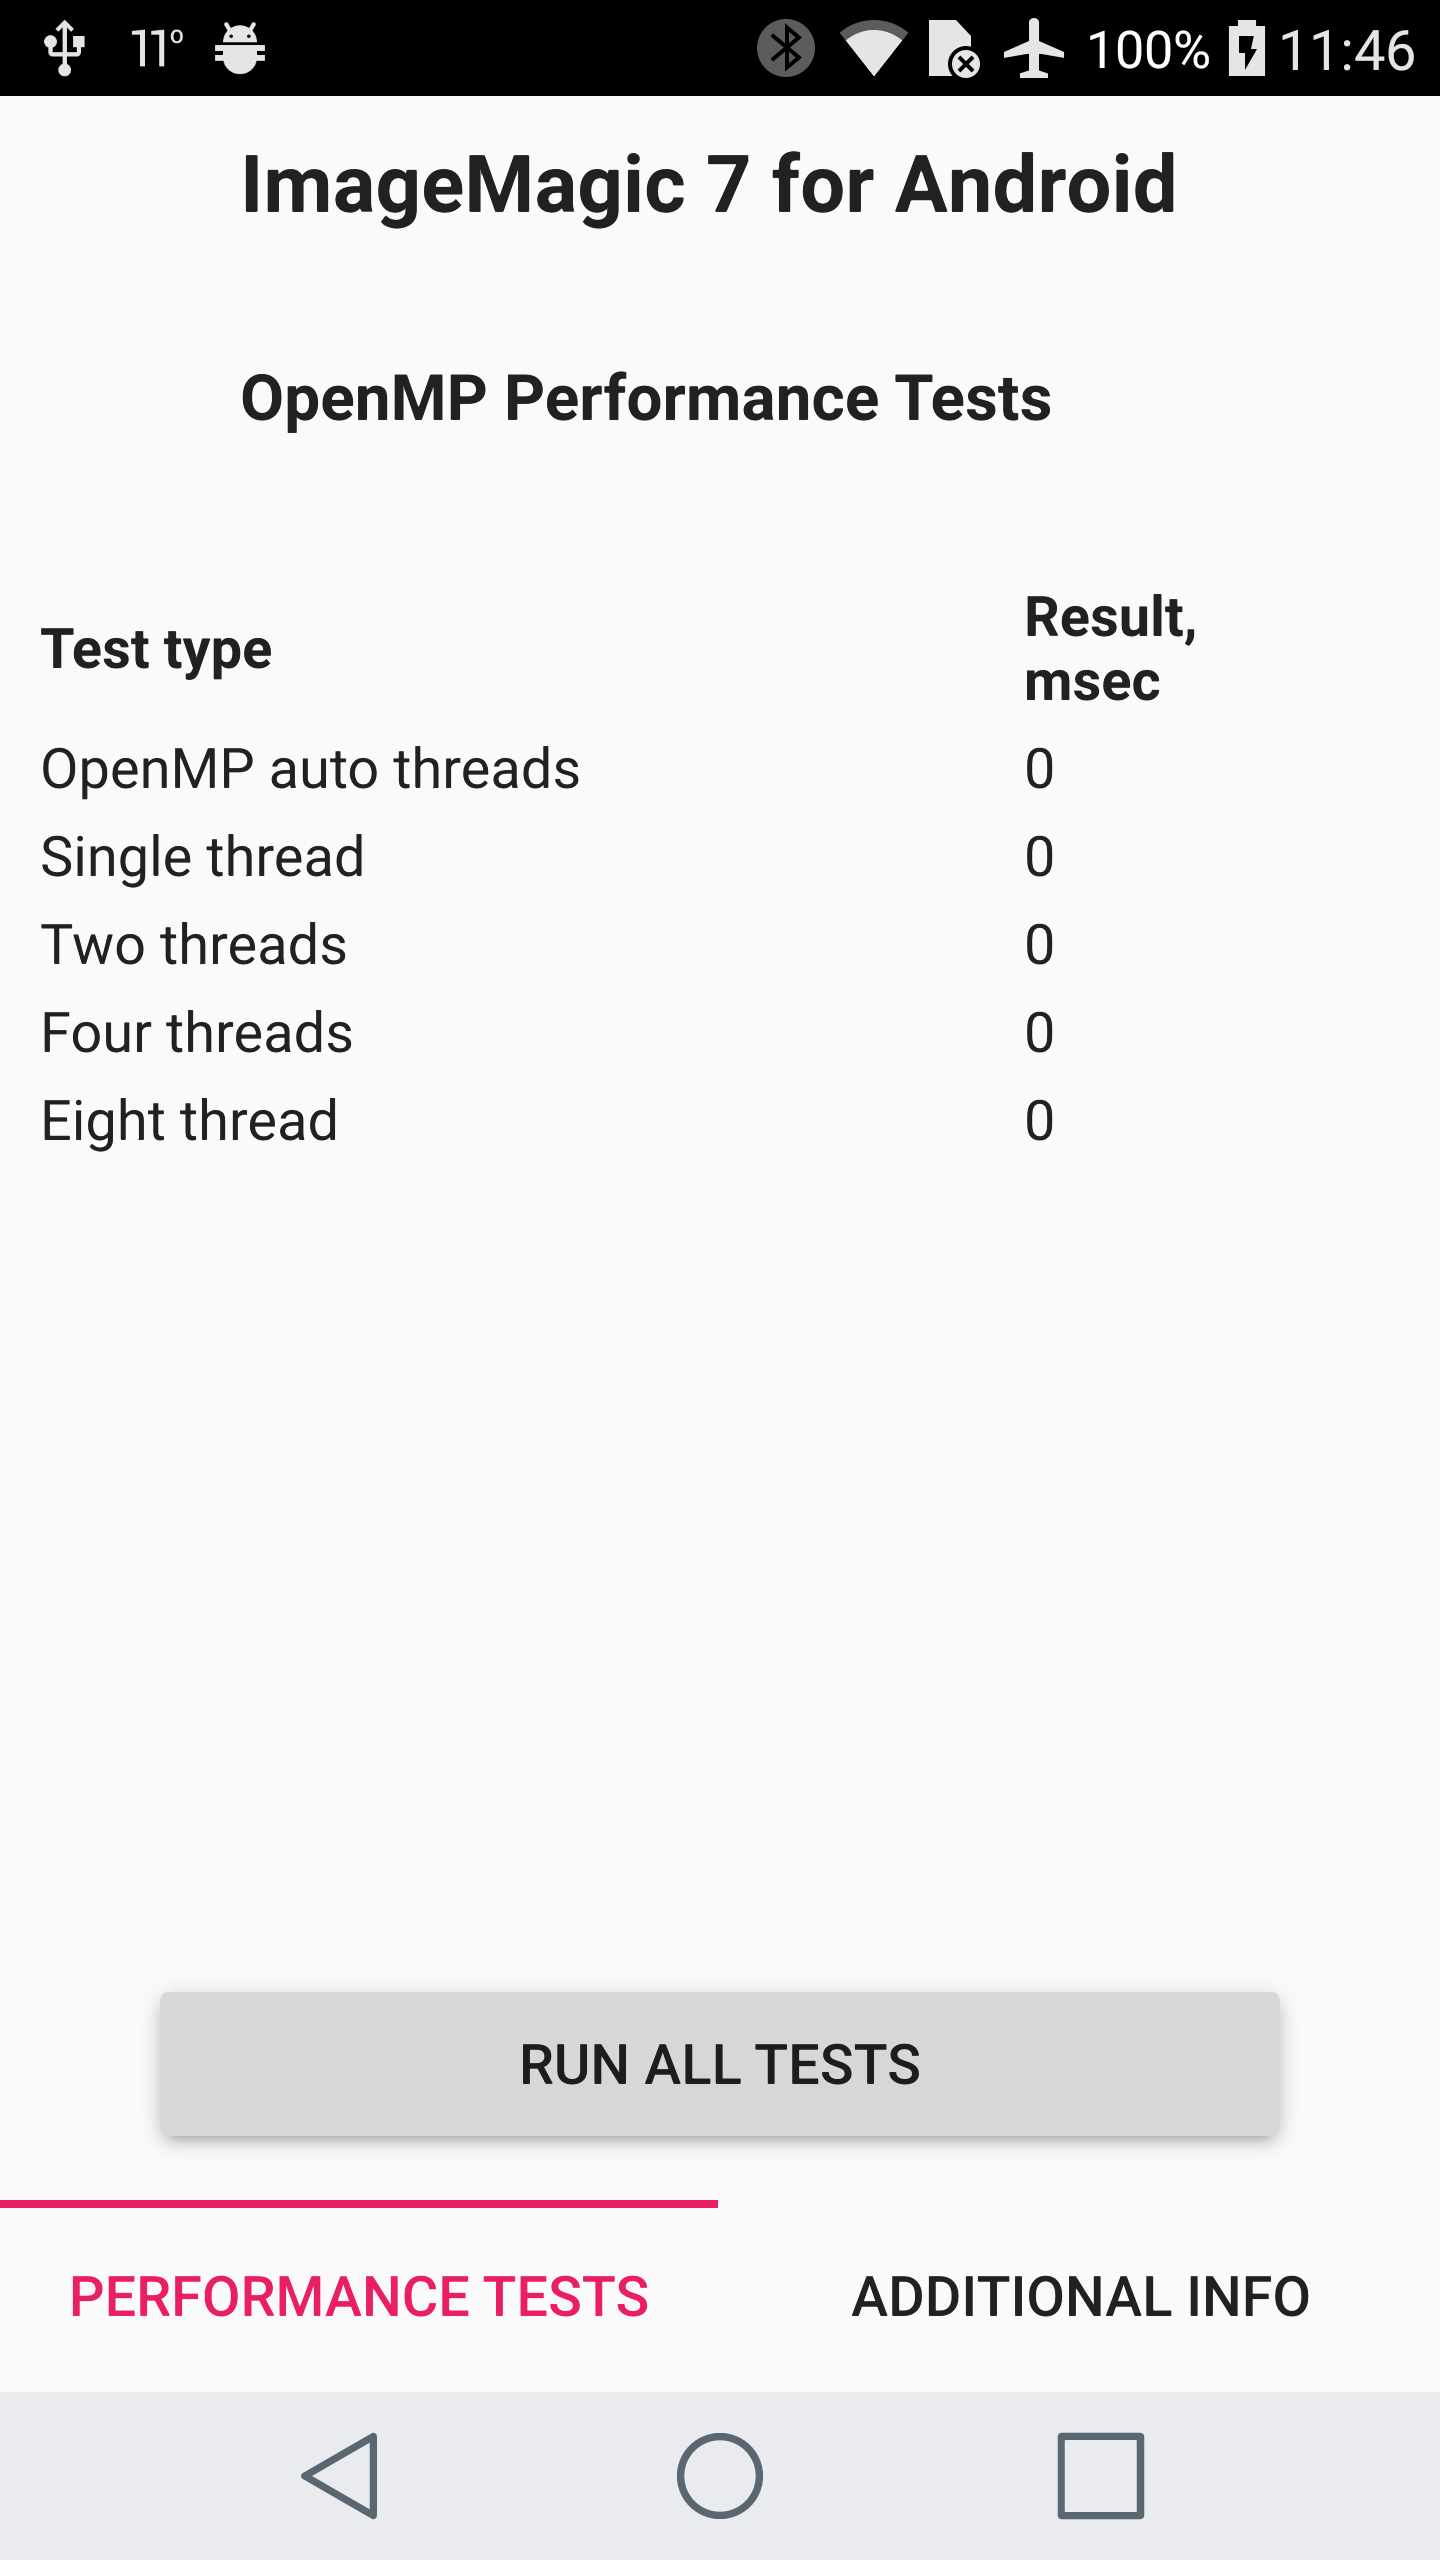 11° 100% 11:46
ImageMagic 7 for Android
OpenMP Performance Tests
Test type Result,
msec
OpenMP auto threads 0
Single thread 0
Two threads 0
Four threads 0
Eight thread 0
RUN ALL TESTS
PERFORMANCE TESTS ADDITIONAL INFO